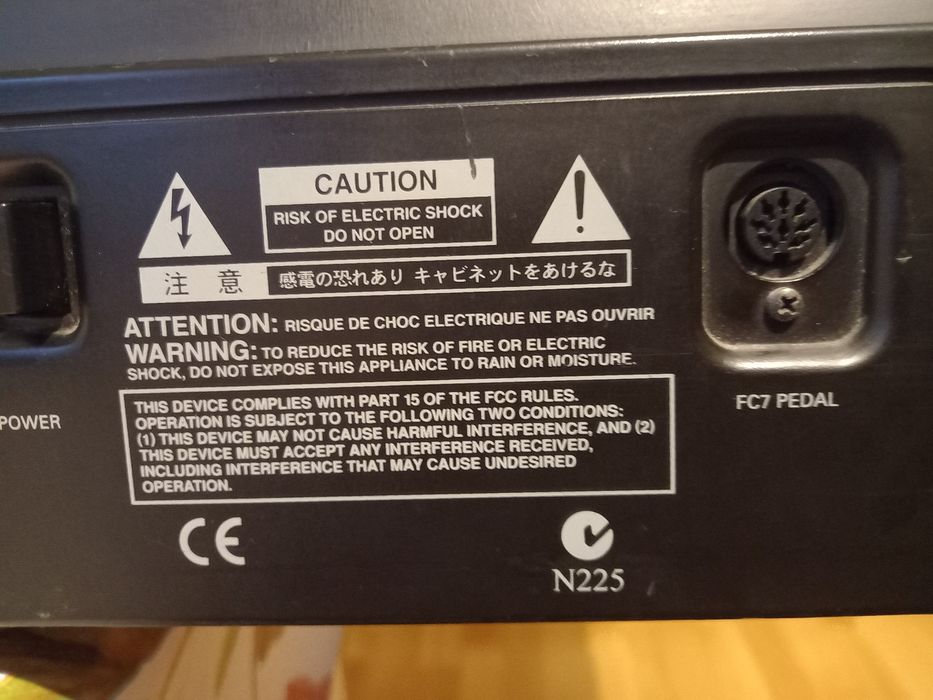 CAUTION
RISK OF ELECTRIC SHOCK
DO NOT OPEN
注 意
感電の恐れあり キャビネットをあけるな
ATTENTION: RISQUE DE CHOC ELECTRIQUE NE PAS OUVRIR
WARNING: TO REDUCE THE RISK OF FIRE OR ELECTRIC
SHOCK, DO NOT EXPOSE THIS APPLIANCE TO RAIN OR MOISTURE.
THIS DEVICE COMPLIES WITH PART 15 OF THE FCC RULES.
OPERATION IS SUBJECT TO THE FOLLOWING TWO CONDITIONS:
(1) THIS DEVICE MAY NOT CAUSE HARMFUL INTERFERENCE, AND (2)
THIS DEVICE MUST ACCEPT ANY INTERFERENCE RECEIVED,
INCLUDING INTERFERENCE THAT MAY CAUSE UNDESIRED
OPERATION.
POWER
FC7 PEDAL
CE
N225